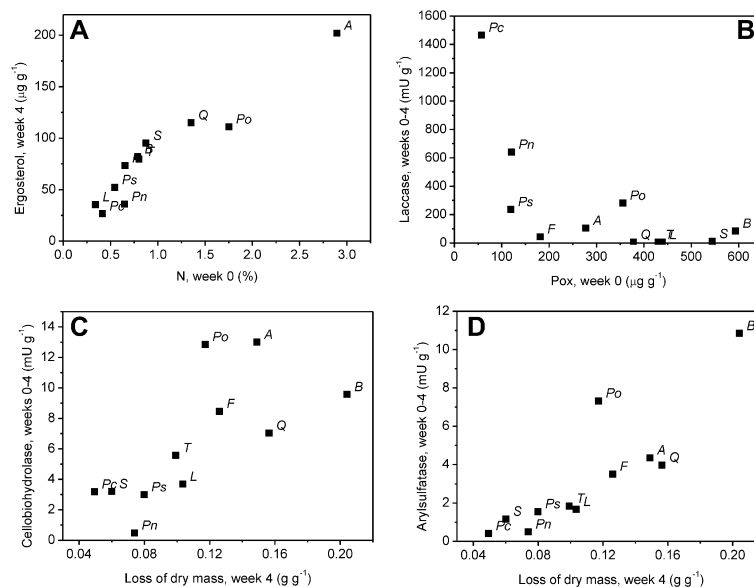 A
Ergosterol, week 4 (µg g⁻¹)
200
150
100
50
0
A
Q
Po
S
B
T
F
Ps
Pn
L
Pc
0.0 0.5 1.0 1.5 2.0 2.5 3.0
N, week 0 (%)
B
Laccase, weeks 0-4 (mU g⁻¹)
1600
1400
1200
1000
800
600
400
200
0
Pc
Pn
Ps
Po
F
A
Q
T
L
S
B
0 100 200 300 400 500 600
Pox, week 0 (µg g⁻¹)
C
Cellobiohydrolase, weeks 0-4 (mU g⁻¹)
14
12
10
8
6
4
2
0
Po
A
B
F
Q
T
L
Pc
S
Ps
Pn
0.04 0.08 0.12 0.16 0.20
Loss of dry mass, week 4 (g g⁻¹)
D
Arylsulfatase, week 0-4 (mU g⁻¹)
12
10
8
6
4
2
0
B
Po
A
Q
F
T
L
Ps
S
Pc
Pn
0.04 0.08 0.12 0.16 0.20
Loss of dry mass, week 4 (g g⁻¹)